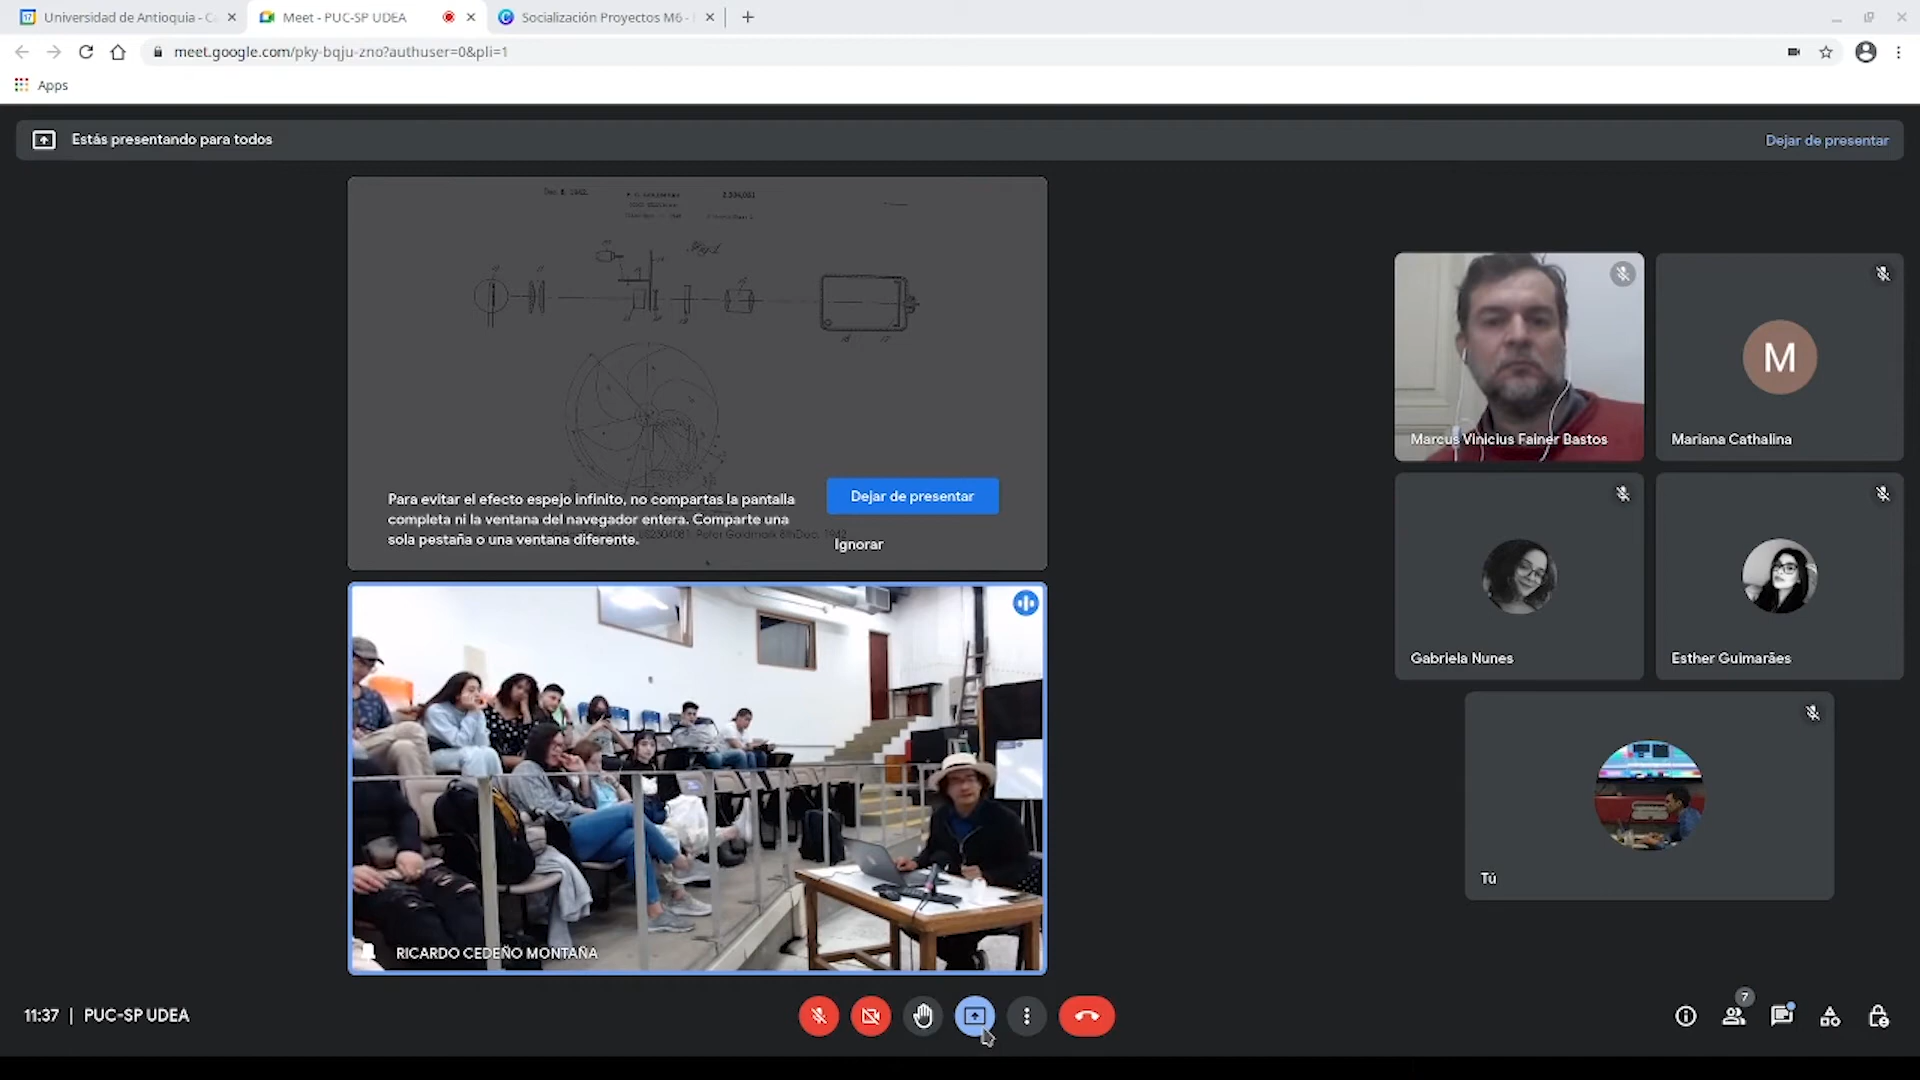 Universidad de Antioquia - C
Meet - PUC-SP UDEA
Socialización Proyectos M6 -
meet.google.com/pky-bqju-zno?authuser=0&pli=1
Apps
Estás presentando para todos
Dejar de presentar
Para evitar el efecto espejo infinito, no compartas la pantalla
completa ni la ventana del navegador entera. Comparte una
sola pestaña o una ventana diferente.
Dejar de presentar
Ignorar
Marcus Vinicius Fainer Bastos
M
Mariana Cathalina
Gabriela Nunes
Esther Guimarães
Tú
RICARDO CEDEÑO MONTAÑA
11:37 | PUC-SP UDEA
7